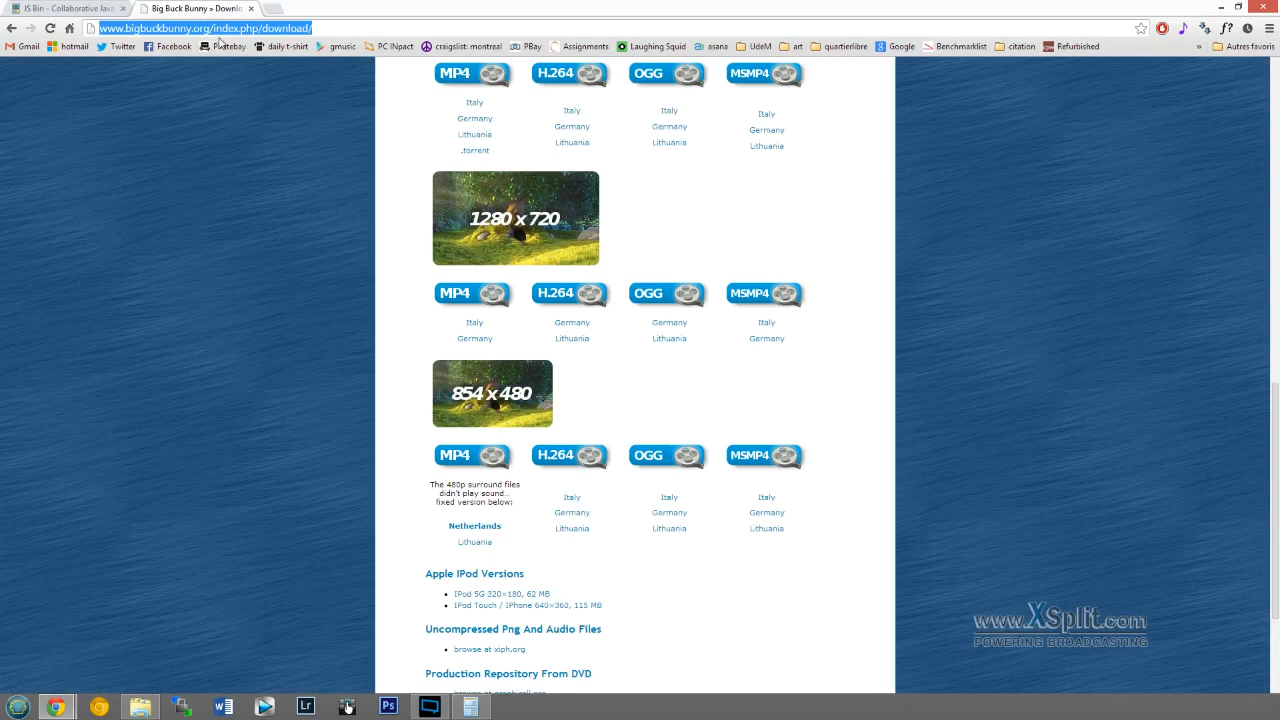 JS Bin - Collaborative Java
Big Buck Bunny » Downlo
www.bigbuckbunny.org/index.php/download/
Gmail hotmail Twitter Facebook daily t-shirt gmusic PC INpact craigslist: montreal PBay Assignments Laughing Squid asana UdeM art quartierlibre Google Benchmarklist citation Refurbished Autres favoris
MP4 H.264 OGG MSMP4
Italy Italy Italy Italy
Germany Germany Germany Germany
Lithuania Lithuania Lithuania Lithuania
.torrent
1280 x 720
MP4 H.264 OGG MSMP4
Italy Germany Germany Italy
Germany Lithuania Lithuania Germany
854 x 480
MP4 H.264 OGG MSMP4
The 480p surround files
didn't play sound...
fixed version below:
Netherlands
Lithuania
Italy Italy Italy
Germany Germany Germany
Lithuania Lithuania Lithuania
Apple IPod Versions
IPod 5G 320×180, 62 MB
IPod Touch / IPhone 640×360, 115 MB
Uncompressed Png And Audio Files
browse at xiph.org
Production Repository From DVD
www.XSplit.com
POWERING BROADCASTING
W Lr Ps